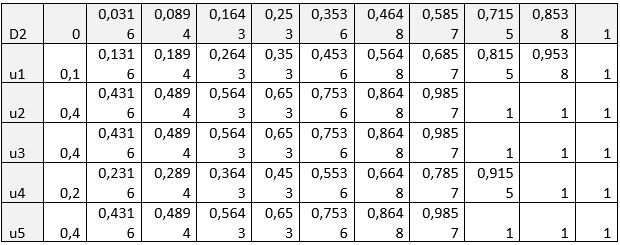 0,031 0,089 0,164 0,25 0,353 0,464 0,585 0,715 0,853
D2 0 6 4 3 3 6 8 7 5 8 1
0,131 0,189 0,264 0,35 0,453 0,564 0,685 0,815 0,953
u1 0,1 6 4 3 3 6 8 7 5 8 1
0,431 0,489 0,564 0,65 0,753 0,864 0,985
u2 0,4 6 4 3 3 6 8 7 1 1 1
0,431 0,489 0,564 0,65 0,753 0,864 0,985
u3 0,4 6 4 3 3 6 8 7 1 1 1
0,231 0,289 0,364 0,45 0,553 0,664 0,785 0,915
u4 0,2 6 4 3 3 6 8 7 5 1 1
0,431 0,489 0,564 0,65 0,753 0,864 0,985
u5 0,4 6 4 3 3 6 8 7 1 1 1